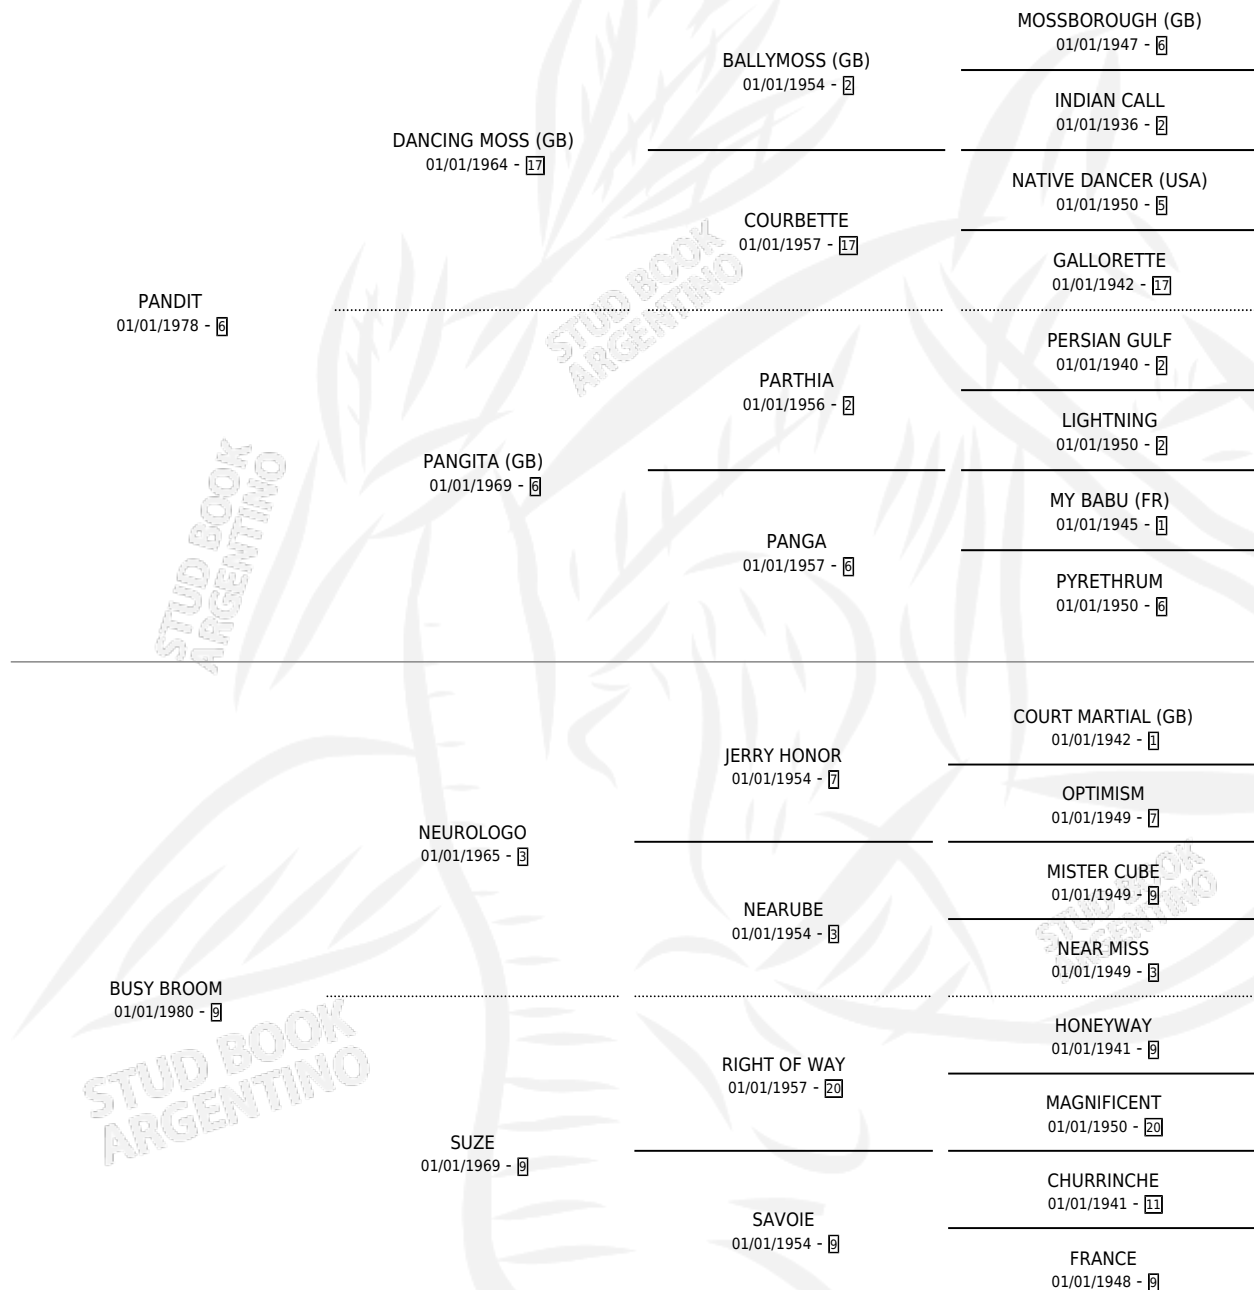 MOSSBOROUGH (GB)
01/01/1947 - 6
BALLYMOSS (GB)
01/01/1954 - 2
INDIAN CALL
01/01/1936 - 2
DANCING MOSS (GB)
01/01/1964 - 17
NATIVE DANCER (USA)
01/01/1950 - 5
COURBETTE
01/01/1957 - 17
GALLORETTE
01/01/1942 - 17
PANDIT
01/01/1978 - 6
PERSIAN GULF
01/01/1940 - 2
PARTHIA
01/01/1956 - 2
LIGHTNING
01/01/1950 - 2
PANGITA (GB)
01/01/1969 - 6
MY BABU (FR)
01/01/1945 - 1
PANGA
01/01/1957 - 6
PYRETHRUM
01/01/1950 - 6
COURT MARTIAL (GB)
01/01/1942 - 1
JERRY HONOR
01/01/1954 - 7
OPTIMISM
01/01/1949 - 7
NEUROLOGO
01/01/1965 - 3
MISTER CUBE
01/01/1949 - 9
NEARUBE
01/01/1954 - 3
NEAR MISS
01/01/1949 - 3
BUSY BROOM
01/01/1980 - 9
HONEYWAY
01/01/1941 - 9
RIGHT OF WAY
01/01/1957 - 20
MAGNIFICENT
01/01/1950 - 20
SUZE
01/01/1969 - 9
CHURRINCHE
01/01/1941 - 11
SAVOIE
01/01/1954 - 9
FRANCE
01/01/1948 - 9
STUD BOOK
ARGENTINO
STUD BOOK
ARGENTINO
STUD BOOK
ARGENTINO
STUD BOOK
ARGENTINO